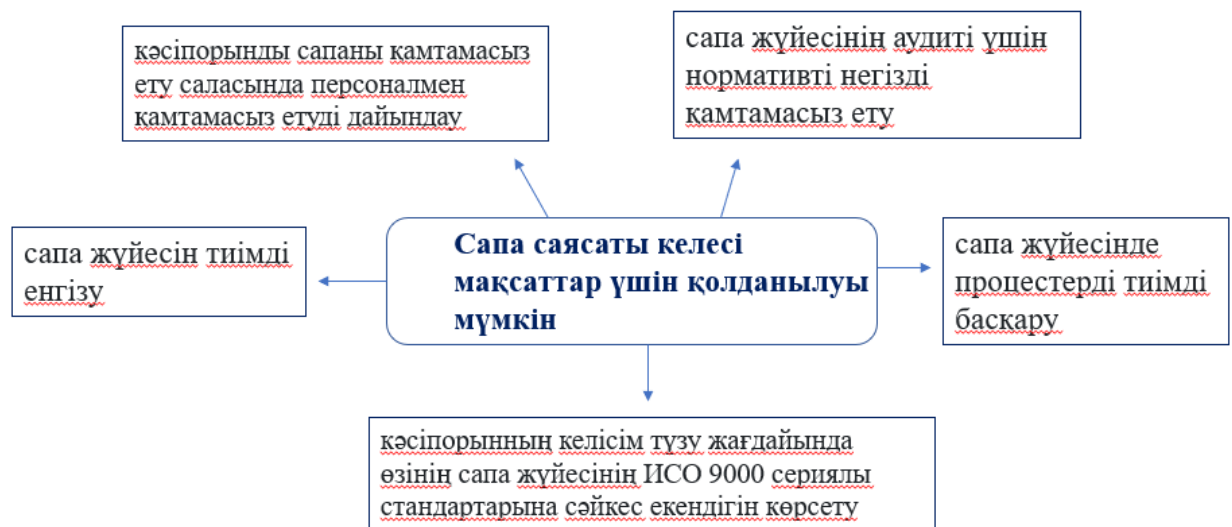 кәсіпорынды сапаны қамтамасыз
ету саласында персоналмен
қамтамасыз етуді дайындау
сапа жүйесінің аудиті үшін
нормативті негізді
қамтамасыз ету
сапа жүйесін тиімді
енгізу
Сапа саясаты келесі
мақсаттар үшін қолданылуы
мүмкін
сапа жүйесінде
процестерді тиімді
басқару
кәсіпорынның келісім түзу жағдайында
өзінің сапа жүйесінің ИСО 9000 сериялы
стандартарына сәйкес екендігін көрсету